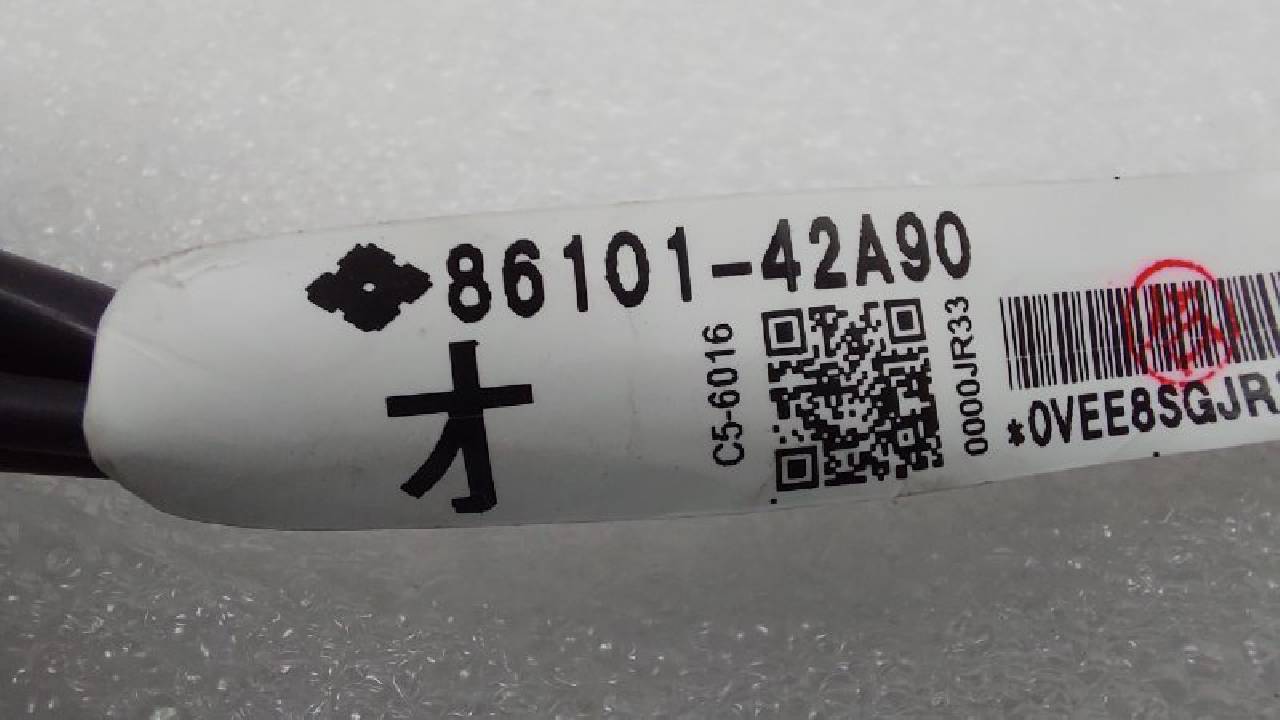 86101-42A90
オ
C5-6016
0000JR33
*0VEE8SGJR